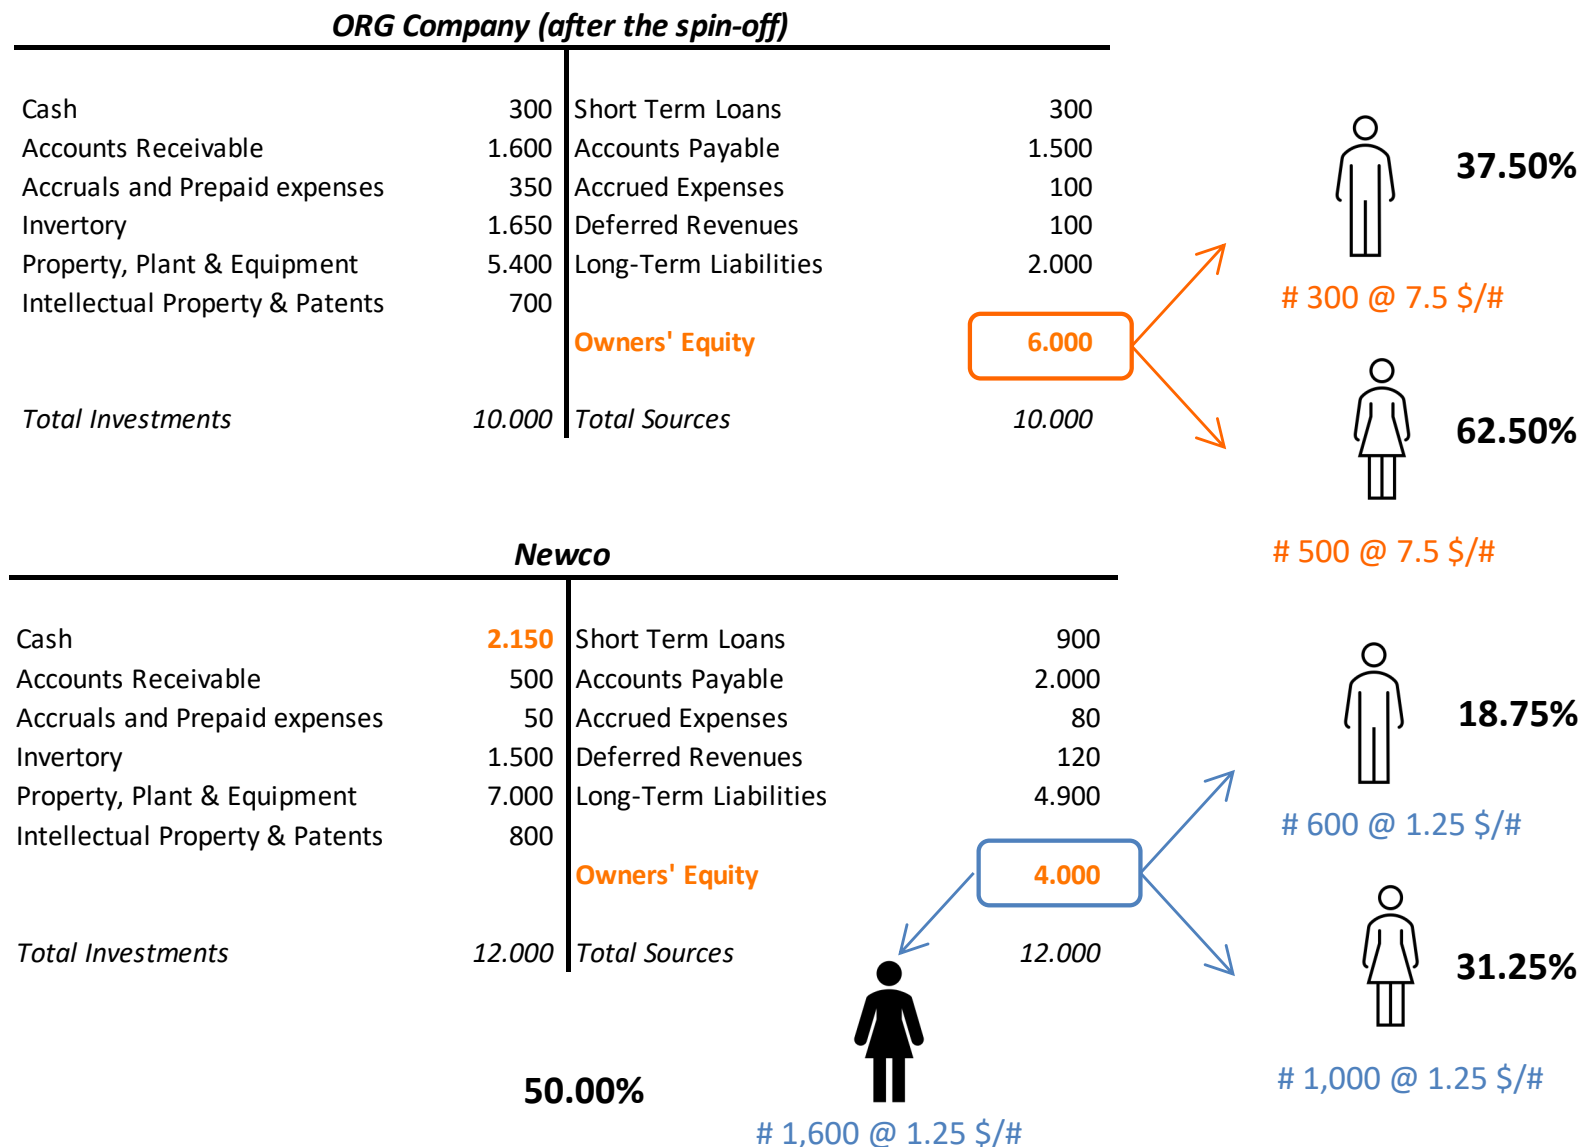 ORG Company (after the spin-off)
Cash 300 Short Term Loans 300
Accounts Receivable 1.600 Accounts Payable 1.500
Accruals and Prepaid expenses 350 Accrued Expenses 100
Invertory 1.650 Deferred Revenues 100
Property, Plant & Equipment 5.400 Long-Term Liabilities 2.000
Intellectual Property & Patents 700
Owners' Equity 6.000
Total Investments 10.000 Total Sources 10.000
37.50%
# 300 @ 7.5 $/#
62.50%
# 500 @ 7.5 $/#
Newco
Cash 2.150 Short Term Loans 900
Accounts Receivable 500 Accounts Payable 2.000
Accruals and Prepaid expenses 50 Accrued Expenses 80
Invertory 1.500 Deferred Revenues 120
Property, Plant & Equipment 7.000 Long-Term Liabilities 4.900
Intellectual Property & Patents 800
Owners' Equity 4.000
Total Investments 12.000 Total Sources 12.000
18.75%
# 600 @ 1.25 $/#
31.25%
# 1,000 @ 1.25 $/#
50.00%
# 1,600 @ 1.25 $/#